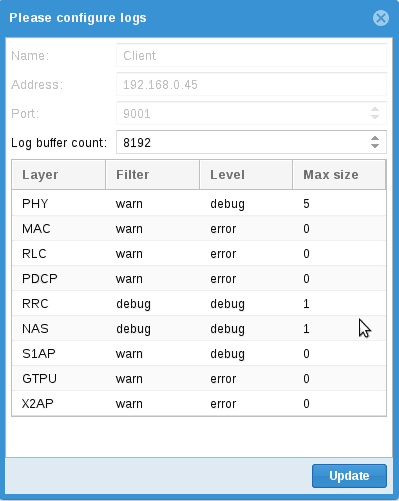 Please configure logs
Name: Client
Address: 192.168.0.45
Port: 9001
Log buffer count: 8192
Layer Filter Level Max size
PHY warn debug 5
MAC warn error 0
RLC warn error 0
PDCP warn error 0
RRC debug debug 1
NAS debug debug 1
S1AP warn debug 0
GTPU warn error 0
X2AP warn error 0
Update